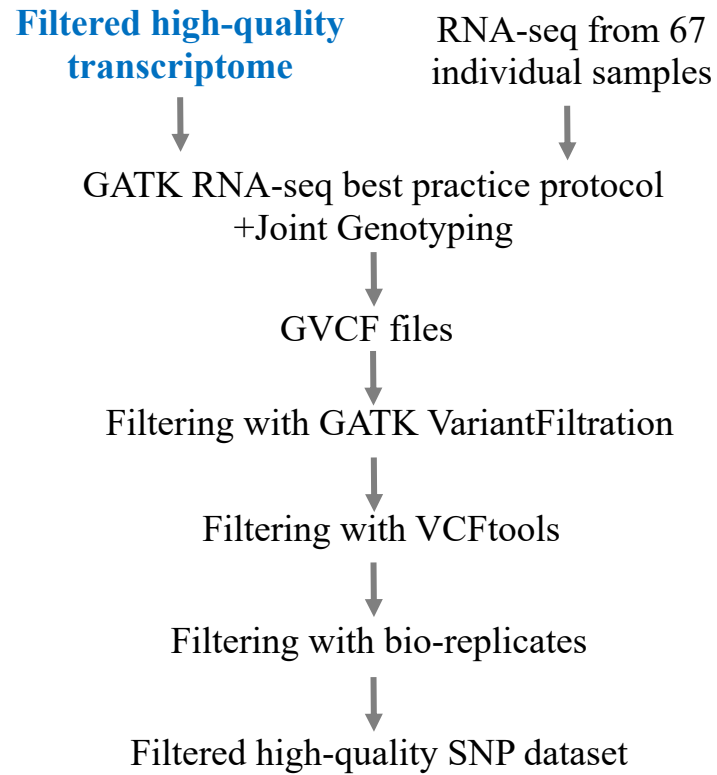 Filtered high-quality
transcriptome
RNA-seq from 67
individual samples
GATK RNA-seq best practice protocol
+Joint Genotyping
GVCF files
Filtering with GATK VariantFiltration
Filtering with VCFtools
Filtering with bio-replicates
Filtered high-quality SNP dataset